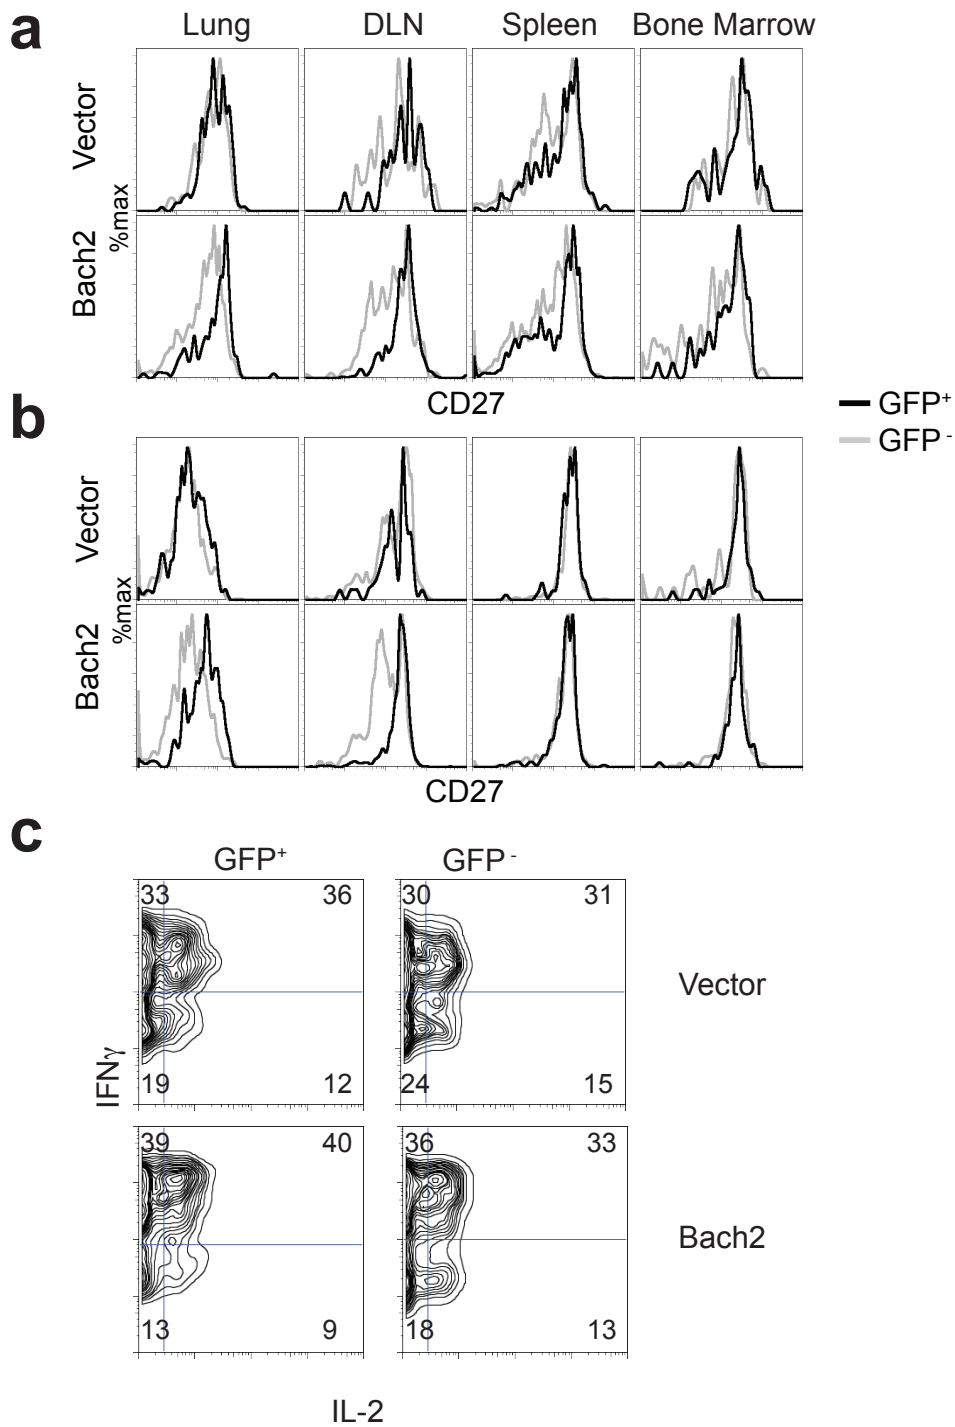 a
Lung DLN Spleen Bone Marrow
Vector
%max
Bach2
CD27
GFP+
GFP -
b
Vector
%max
Bach2
CD27
c
GFP+ GFP -
33 36 30 31
Vector
19 12 24 15
IFNγ
39 40 36 33
Bach2
13 9 18 13
IL-2